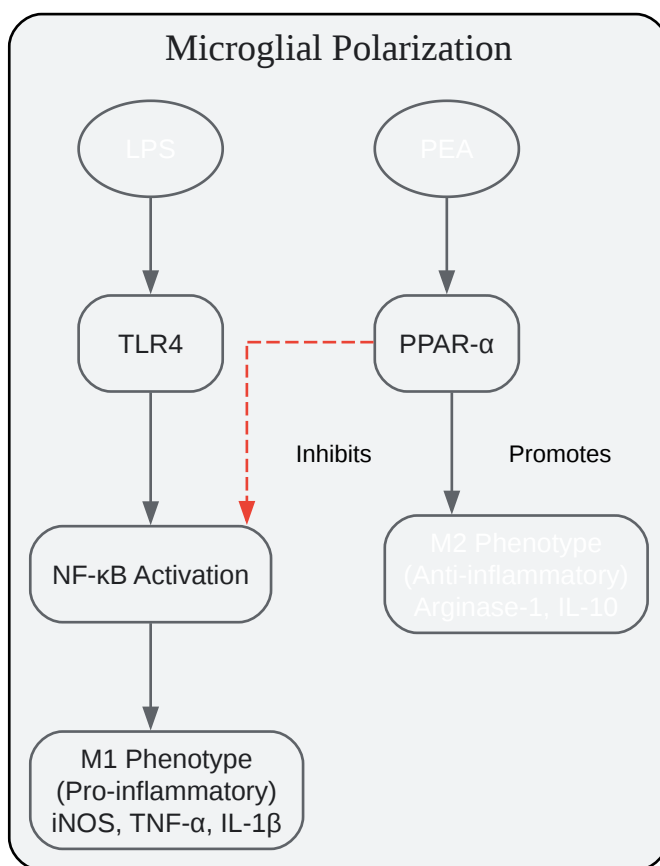 Microglial Polarization
LPS
PEA
TLR4
PPAR-α
Inhibits
Promotes
NF-κB Activation
M2 Phenotype
(Anti-inflammatory)
Arginase-1, IL-10
M1 Phenotype
(Pro-inflammatory)
iNOS, TNF-α, IL-1β